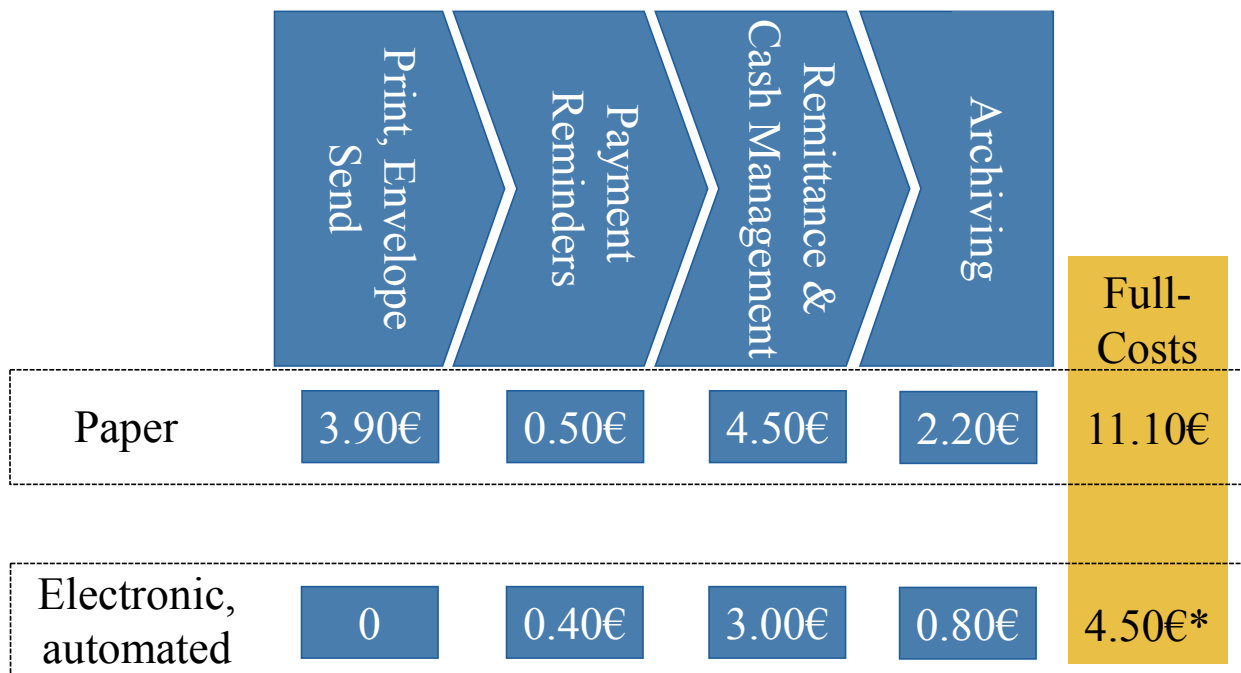 Print, Envelope
Send
Payment
Reminders
Remittance &
Cash Management
Archiving
Full-
Costs
Paper
3.90€
0.50€
4.50€
2.20€
11.10€
Electronic,
automated
0
0.40€
3.00€
0.80€
4.50€*